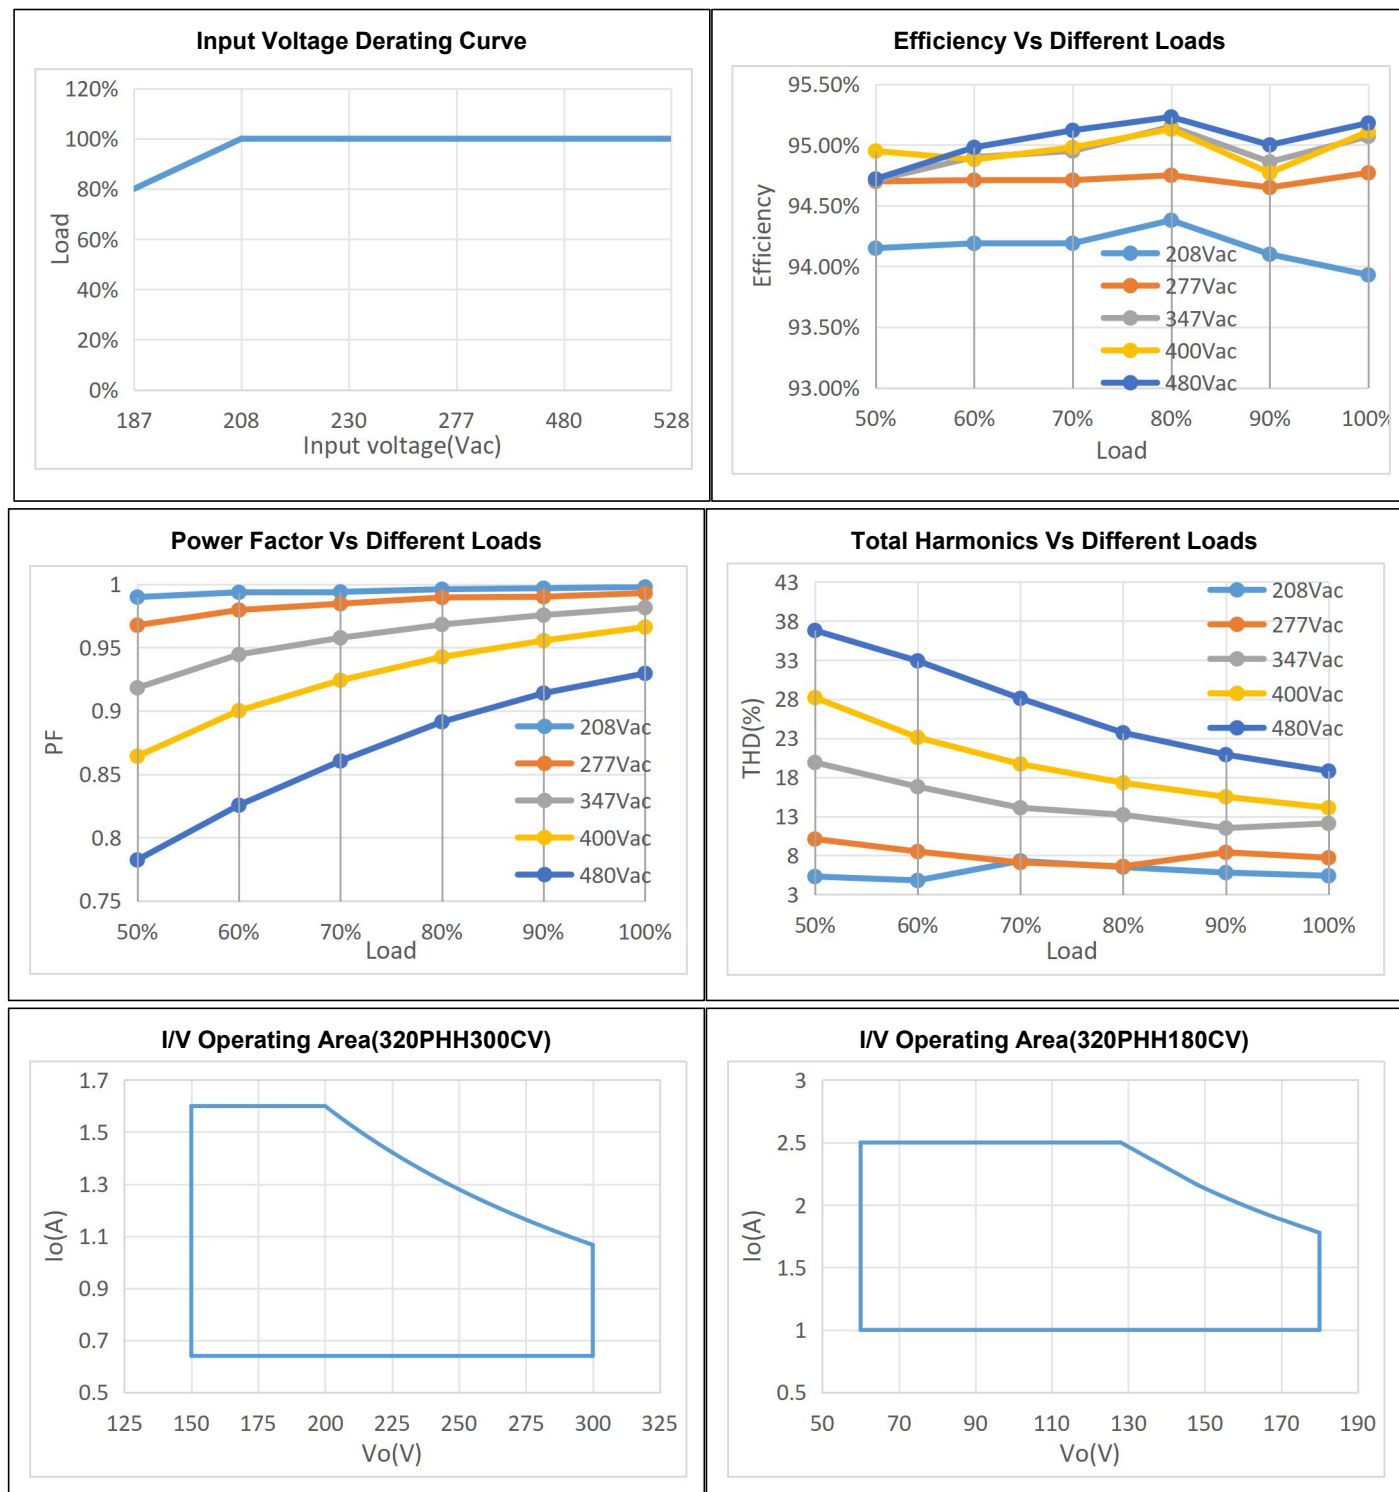 Input Voltage Derating Curve
120%
100%
80%
60%
40%
20%
0%
Load
187 208 230 277 480 528
Input voltage(Vac)
Efficiency Vs Different Loads
95.50%
95.00%
94.50%
94.00%
93.50%
93.00%
Efficiency
208Vac
277Vac
347Vac
400Vac
480Vac
50% 60% 70% 80% 90% 100%
Load
Power Factor Vs Different Loads
1
0.95
0.9
0.85
0.8
0.75
PF
208Vac
277Vac
347Vac
400Vac
480Vac
50% 60% 70% 80% 90% 100%
Load
Total Harmonics Vs Different Loads
43
38
33
28
23
18
13
8
3
THD(%)
208Vac
277Vac
347Vac
400Vac
480Vac
50% 60% 70% 80% 90% 100%
Load
I/V Operating Area(320PHH300CV)
1.7
1.5
1.3
1.1
0.9
0.7
0.5
Io(A)
125 150 175 200 225 250 275 300 325
Vo(V)
I/V Operating Area(320PHH180CV)
3
2.5
2
1.5
1
0.5
Io(A)
50 70 90 110 130 150 170 190
Vo(V)